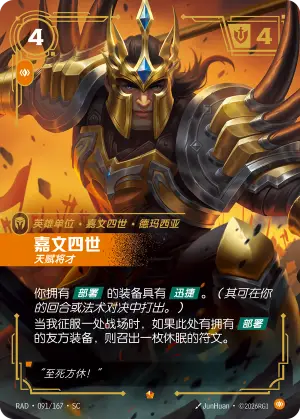 4
4
英雄单位·嘉文四世·德玛西亚
嘉文四世
天赋将才
你拥有 部署 的装备具有 迅捷 。（其可在你
的回合或法术对决中打出。）
当我征服一处战场时，如果此处有拥有 部署
的友方装备，则召出一枚休眠的符文。
“至死方休！”
RAD · 091/167 · SC
JunHuan ©2026RGI